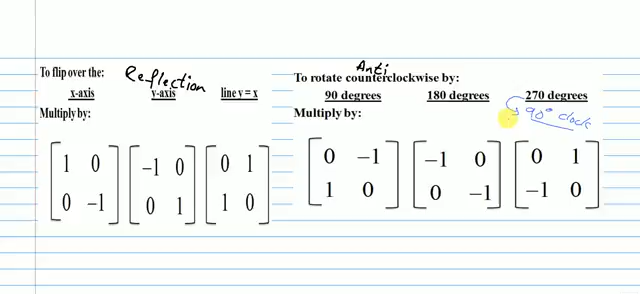 To flip over the: Reflection
x-axis y-axis line y = x
Multiply by:
1 0 -1 0 0 1
0 -1 0 1 1 0
Anti
To rotate counterclockwise by:
90 degrees 180 degrees 270 degrees
90° clock
Multiply by:
0 -1 -1 0 0 1
1 0 0 -1 -1 0